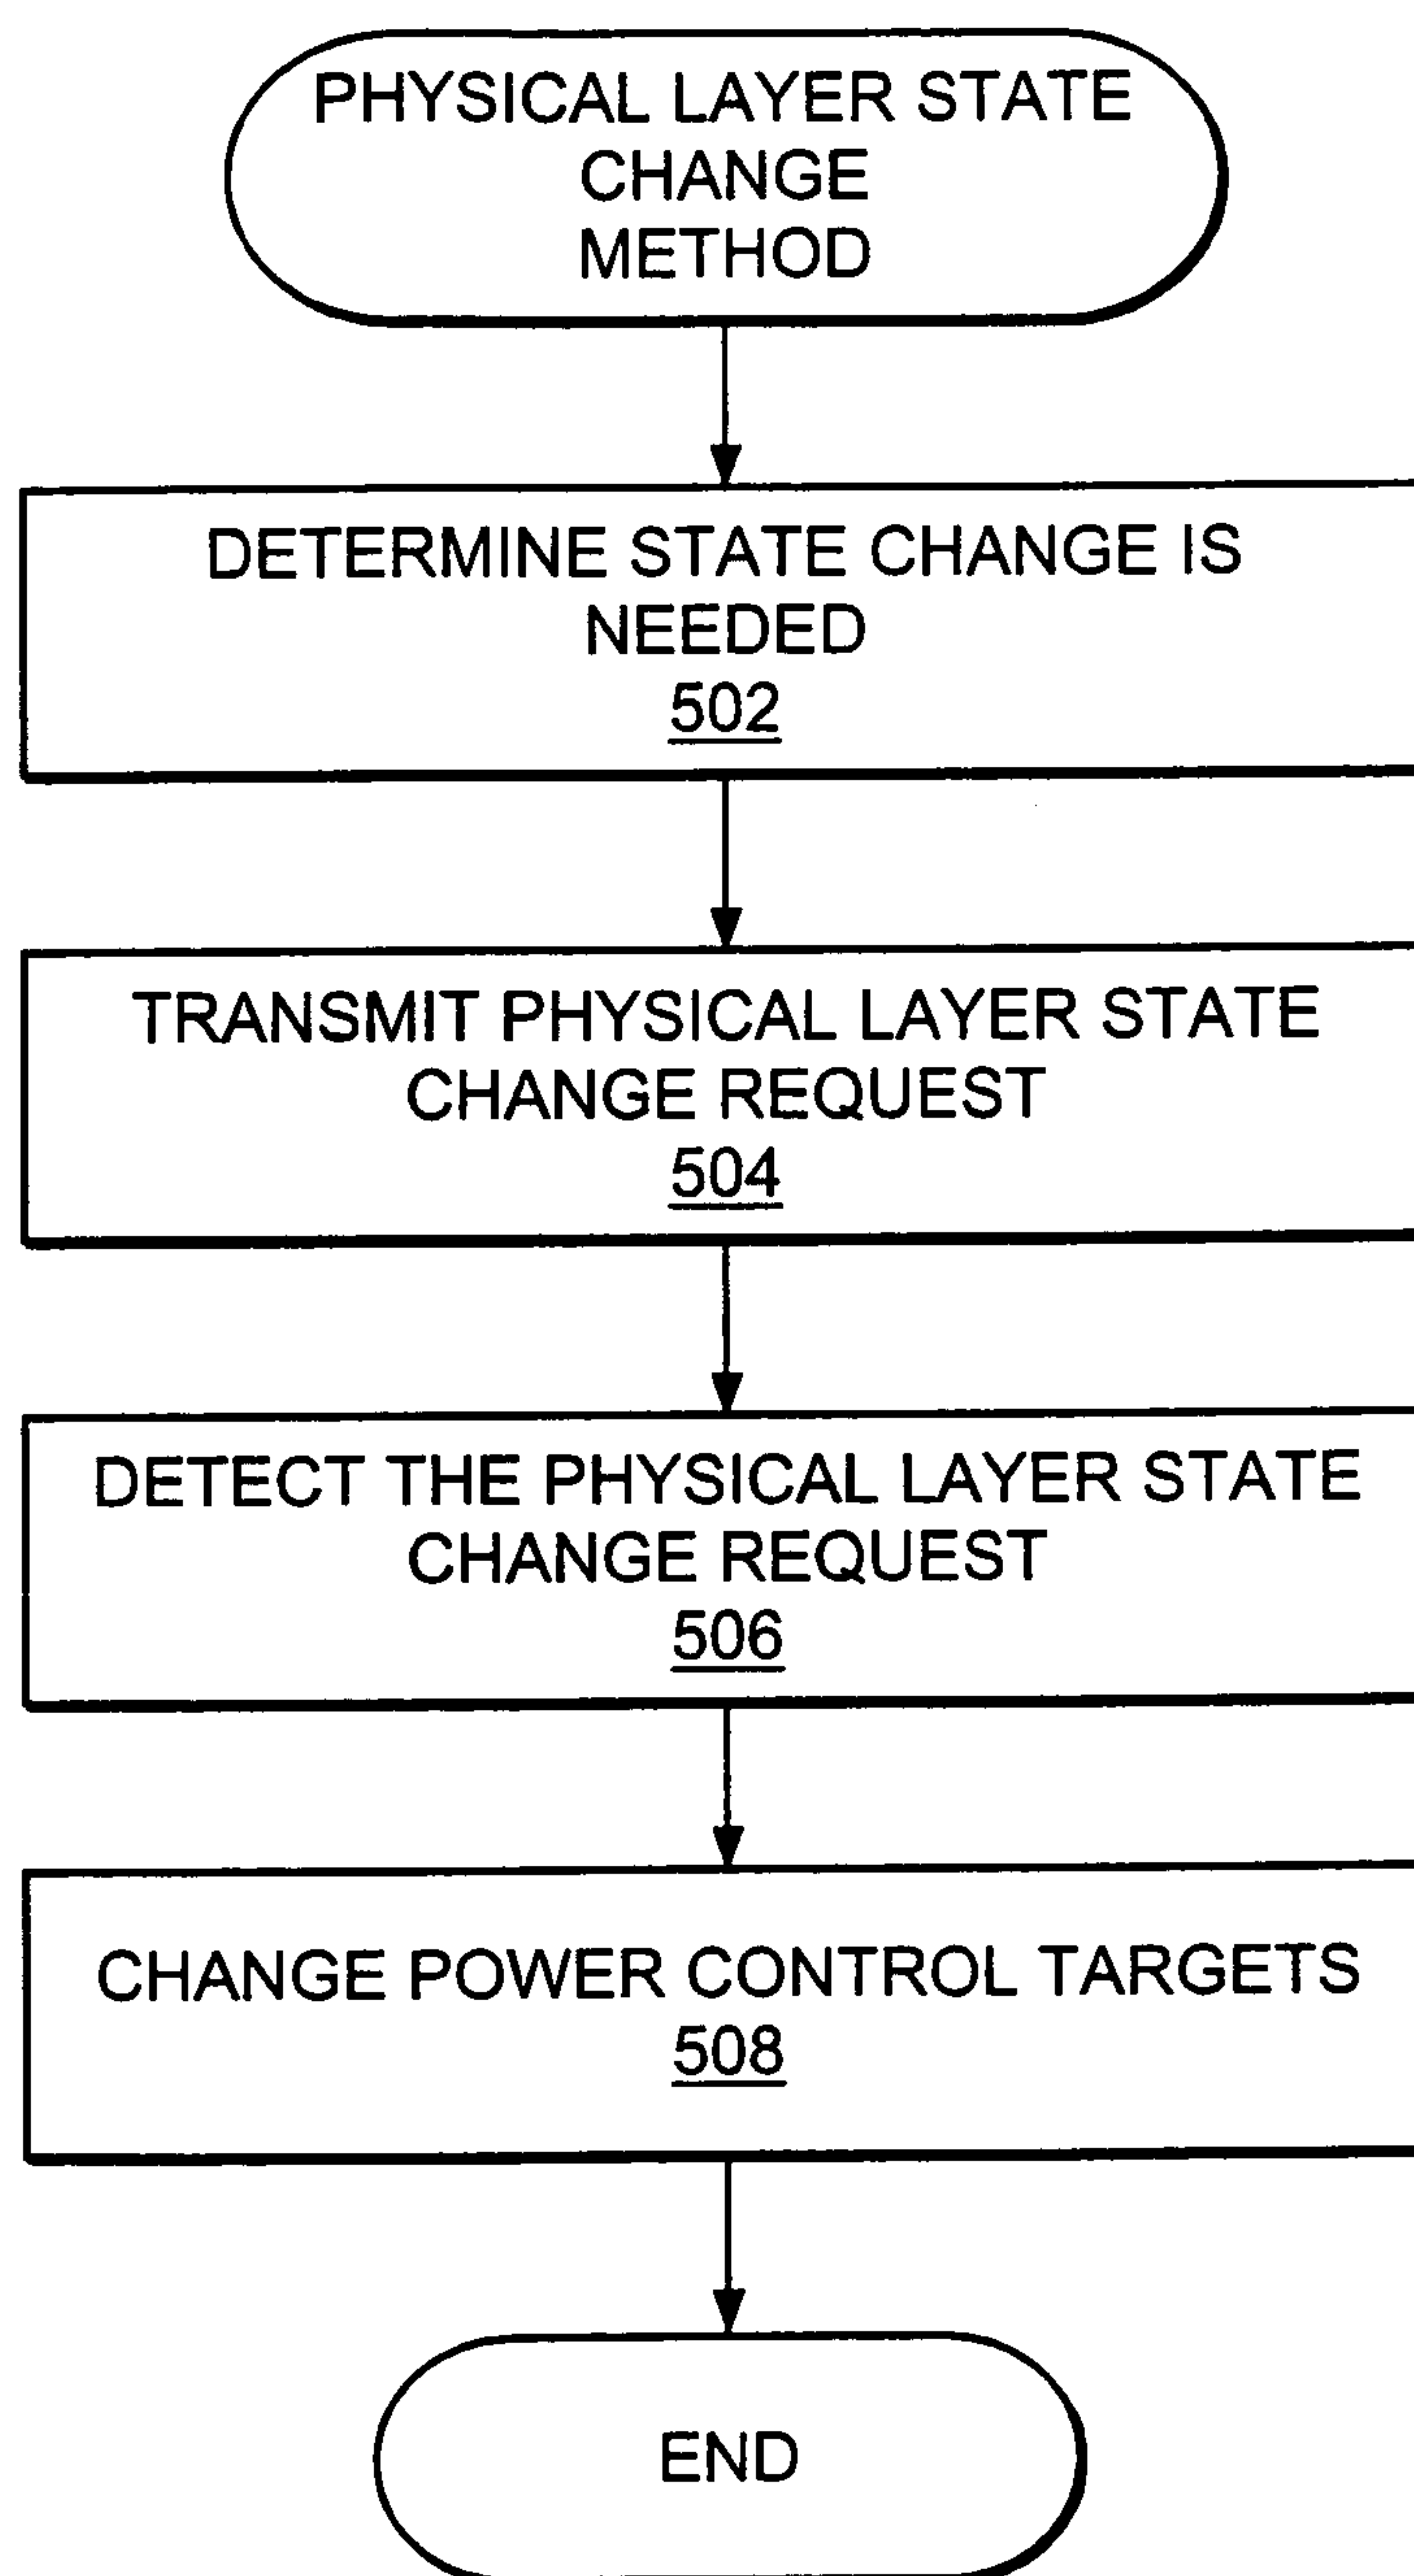 PHYSICAL LAYER STATE
CHANGE
METHOD
DETERMINE STATE CHANGE IS
NEEDED
502
TRANSMIT PHYSICAL LAYER STATE
CHANGE REQUEST
504
DETECT THE PHYSICAL LAYER STATE
CHANGE REQUEST
506
CHANGE POWER CONTROL TARGETS
508
END